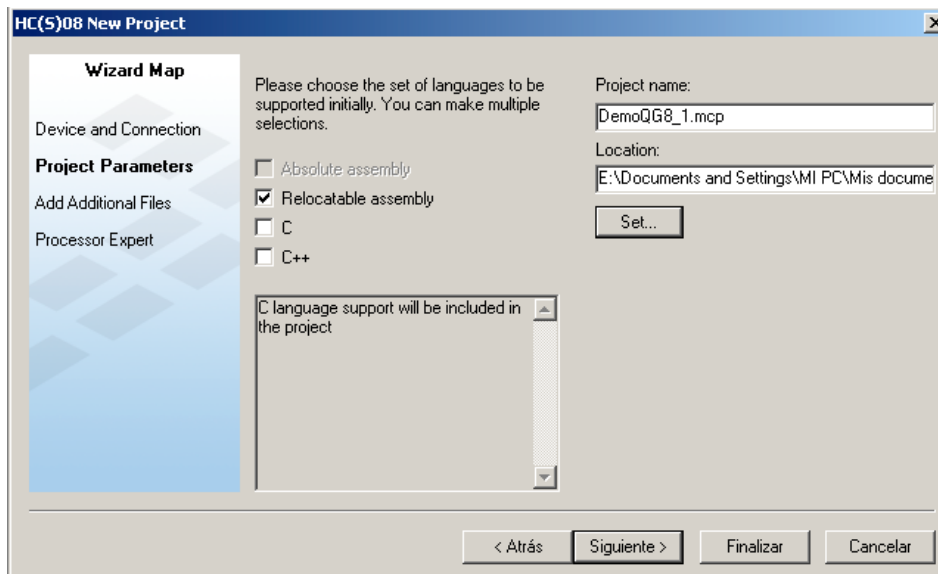 HC(S)08 New Project
Wizard Map
Device and Connection
Project Parameters
Add Additional Files
Processor Expert
Please choose the set of languages to be
supported initially. You can make multiple
selections.
Absolute assembly
Relocatable assembly
C
C++
C language support will be included in
the project
Project name:
DemoQG8_1.mcp
Location:
E:\Documents and Settings\MI PC\Mis docume
Set...
< Atrás
Siguiente >
Finalizar
Cancelar